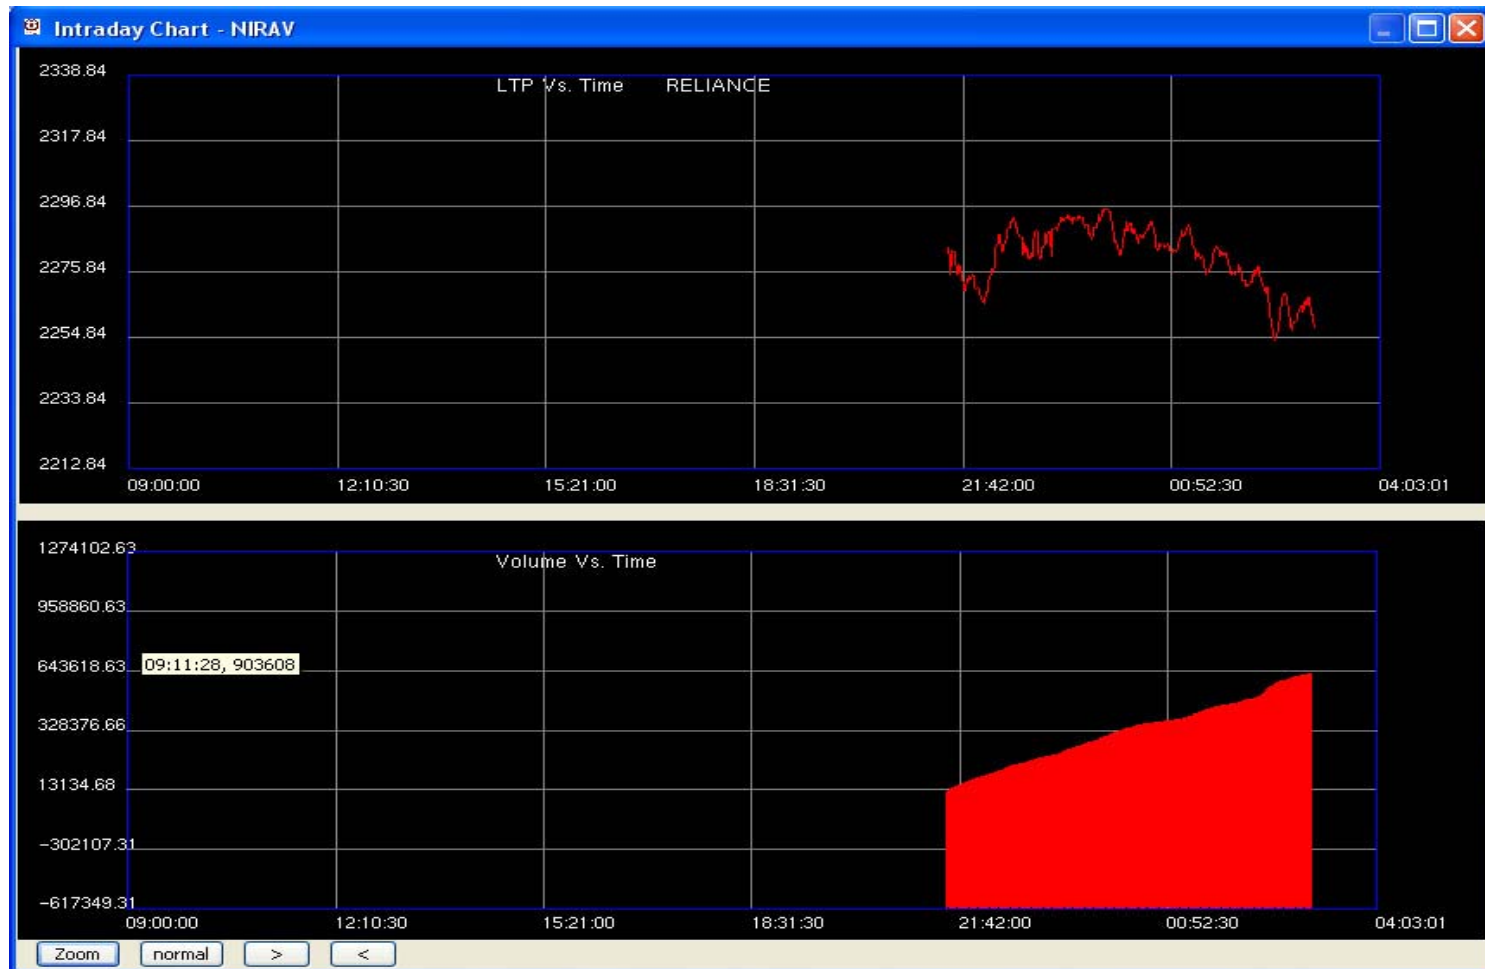 Intraday Chart - NIRAV
2338.84
LTP Vs. Time RELIANCE
2317.84
2296.84
2275.84
2254.84
2233.84
2212.84
09:00:00 12:10:30 15:21:00 18:31:30 21:42:00 00:52:30 04:03:01
1274102.63
Volume Vs. Time
958860.63
643618.63 09:11:28, 903608
328376.66
13134.68
-302107.31
-617349.31
09:00:00 12:10:30 15:21:00 18:31:30 21:42:00 00:52:30 04:03:01
Zoom normal > <